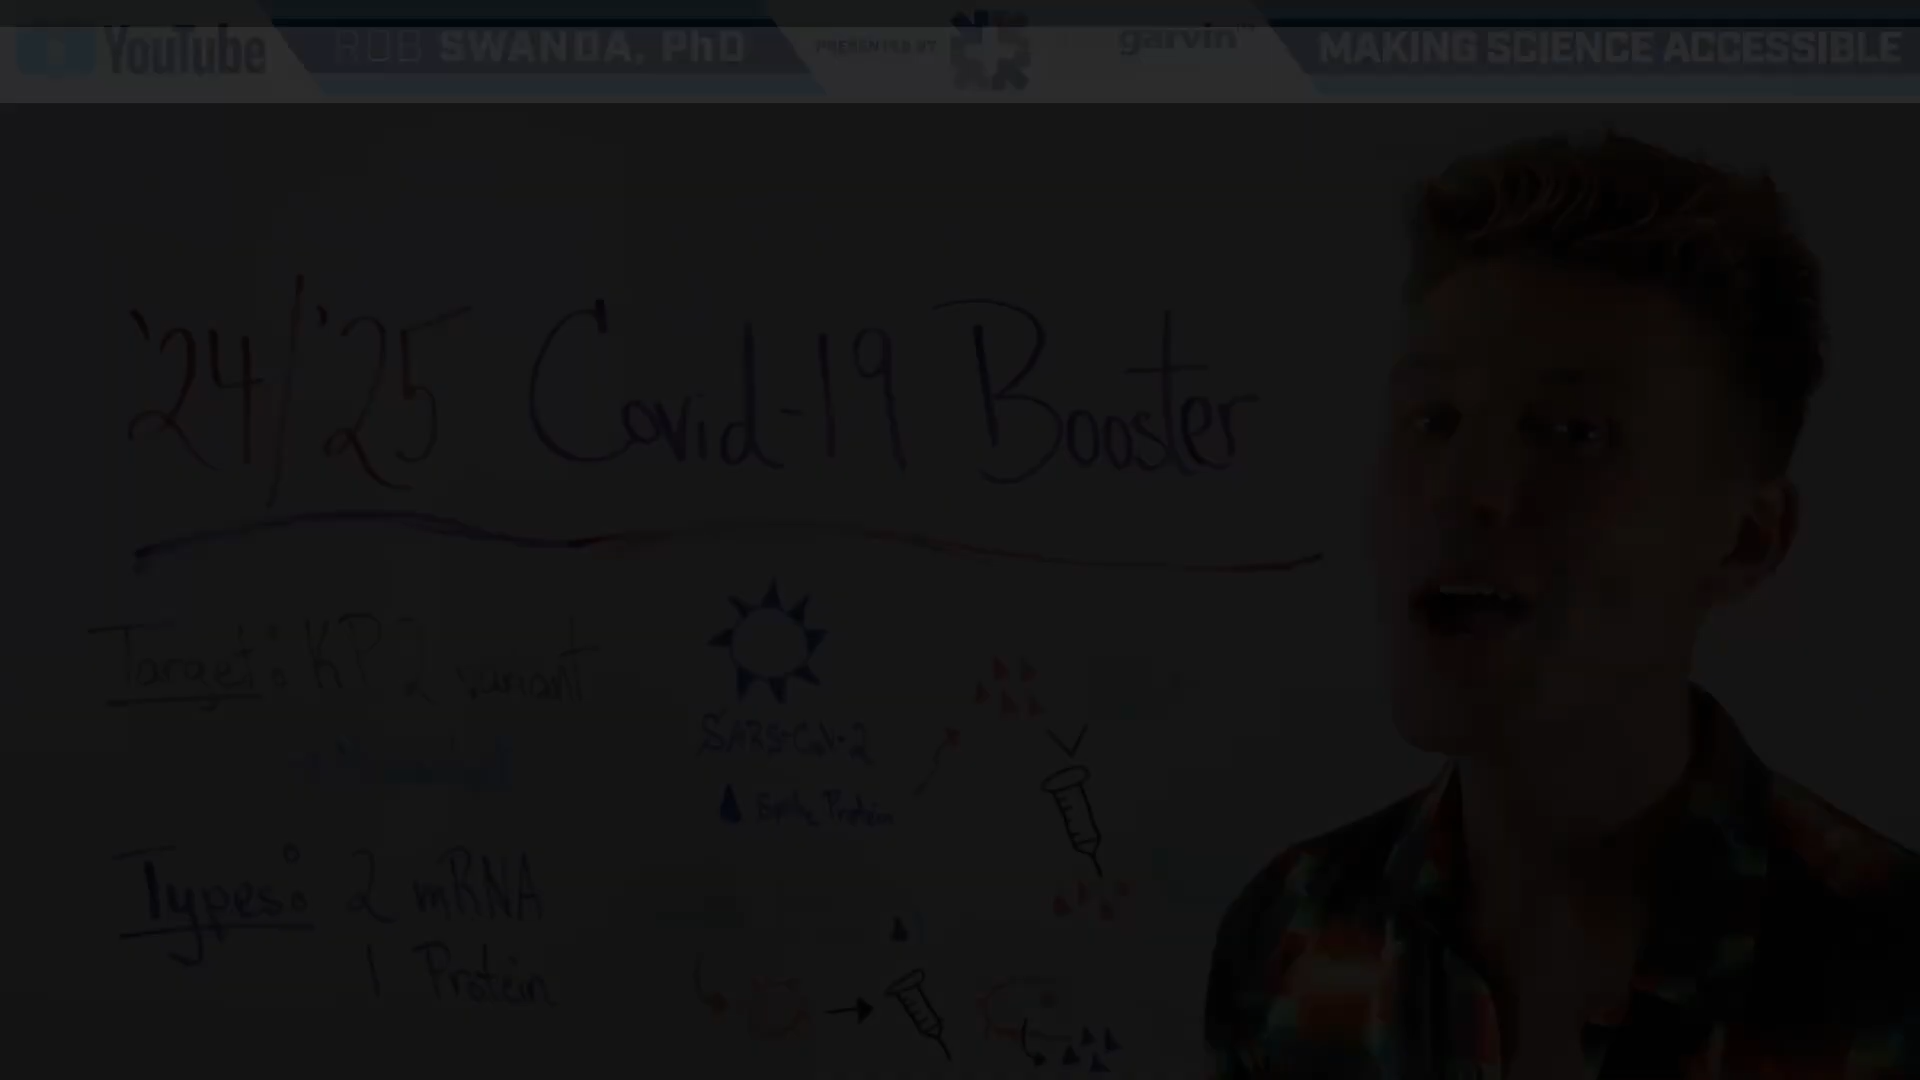 YouTube ROB SWANDA, PhD PRESENTED BY garvin™ MAKING SCIENCE ACCESSIBLE
'24/'25 Covid-19 Booster
Target: KP 2 variant
SARS-CoV-2
Spike Protein
Types: 2 mRNA
1 Protein